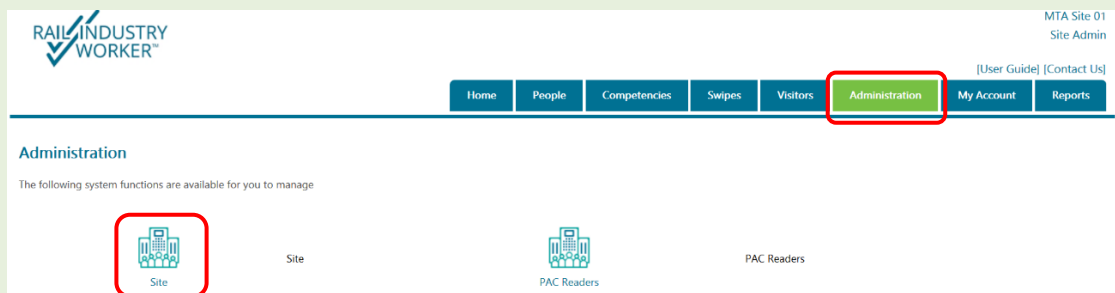 RAIL INDUSTRY
WORKER™
MTA Site 01
Site Admin
[User Guide] [Contact Us]
Home People Competencies Swipes Visitors Administration My Account Reports
Administration
The following system functions are available for you to manage
Site Site PAC Readers PAC Readers